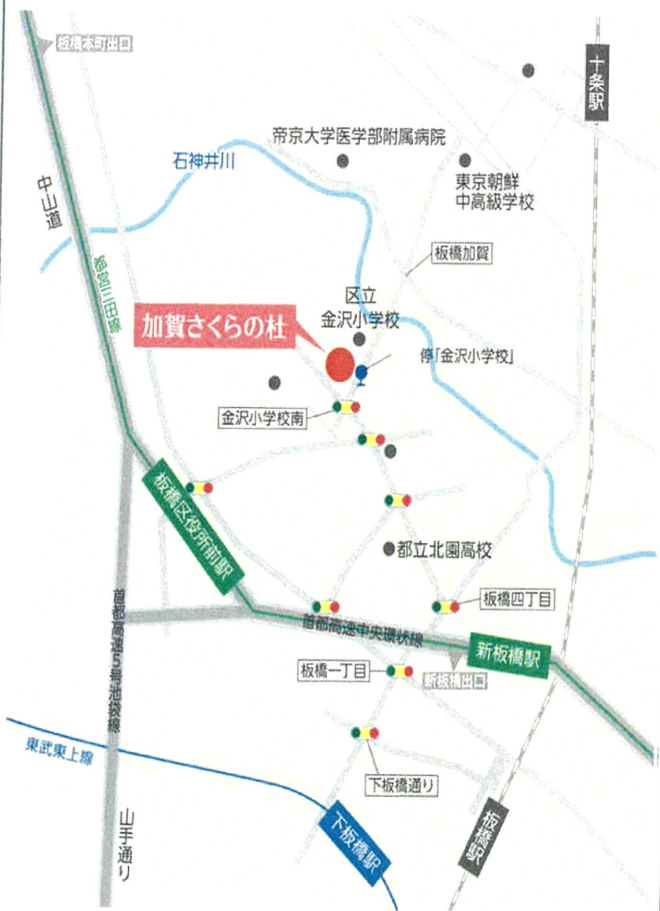 板橋本町出口
十条駅
帝京大学医学部附属病院
石神井川
東京朝鮮
中高級学校
中山道
板橋加賀
都営三田線
区立
金沢小学校
加賀さくらの杜
停「金沢小学校」
金沢小学校南
板橋区役所前駅
都立北園高校
首都高速5号池袋線
板橋四丁目
首都高速中央環状線
新板橋駅
板橋一丁目
新板橋出口
東武東上線
下板橋通り
山手通り
下板橋駅
板橋駅